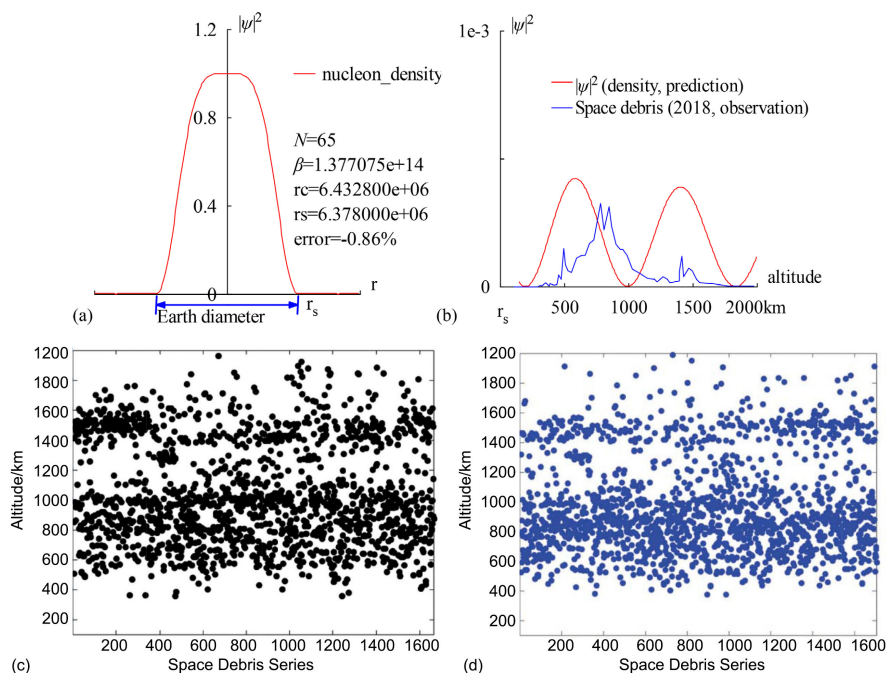 |ψ|²
1.2
nucleon_density
0.8
N=65
β=1.377075e+14
rc=6.432800e+06
0.4
rs=6.378000e+06
error=-0.86%
0
r
(a)
Earth diameter
r_s
|ψ|²
1e-3
|ψ|² (density, prediction)
Space debris (2018, observation)
altitude
0
(b)
r_s
500
1000
1500
2000km
1200
1400
1800
1600
1400
1200
1000
800
600
400
200
Altitude/km
200 400 600 800 1000 1200 1400 1600
(c)
Space Debris Series
1200
1400
1800
1600
1400
1200
1000
800
600
400
200
Altitude/km
200 400 600 800 1000 1200 1400 1600
(d)
Space Debris Series